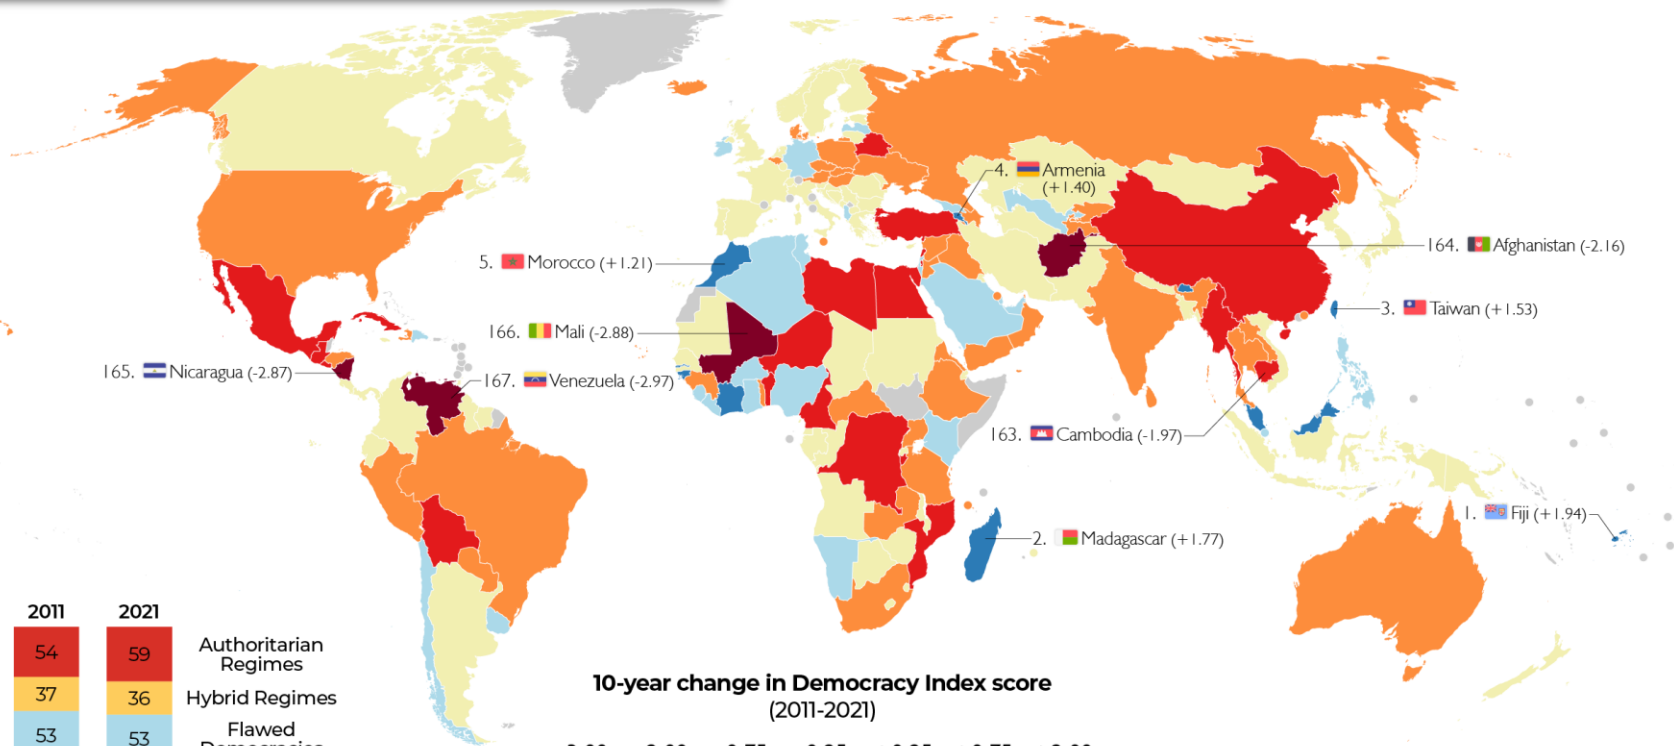 4. Armenia
(+1.40)
164. Afghanistan (-2.16)
5. Morocco (+1.21)
3. Taiwan (+1.53)
166. Mali (-2.88)
165. Nicaragua (-2.87)
167. Venezuela (-2.97)
163. Cambodia (-1.97)
1. Fiji (+1.94)
2. Madagascar (+1.77)
2011 2021
54 59 Authoritarian
Regimes
37 36 Hybrid Regimes
53 53 Flawed
10-year change in Democracy Index score
(2011-2021)